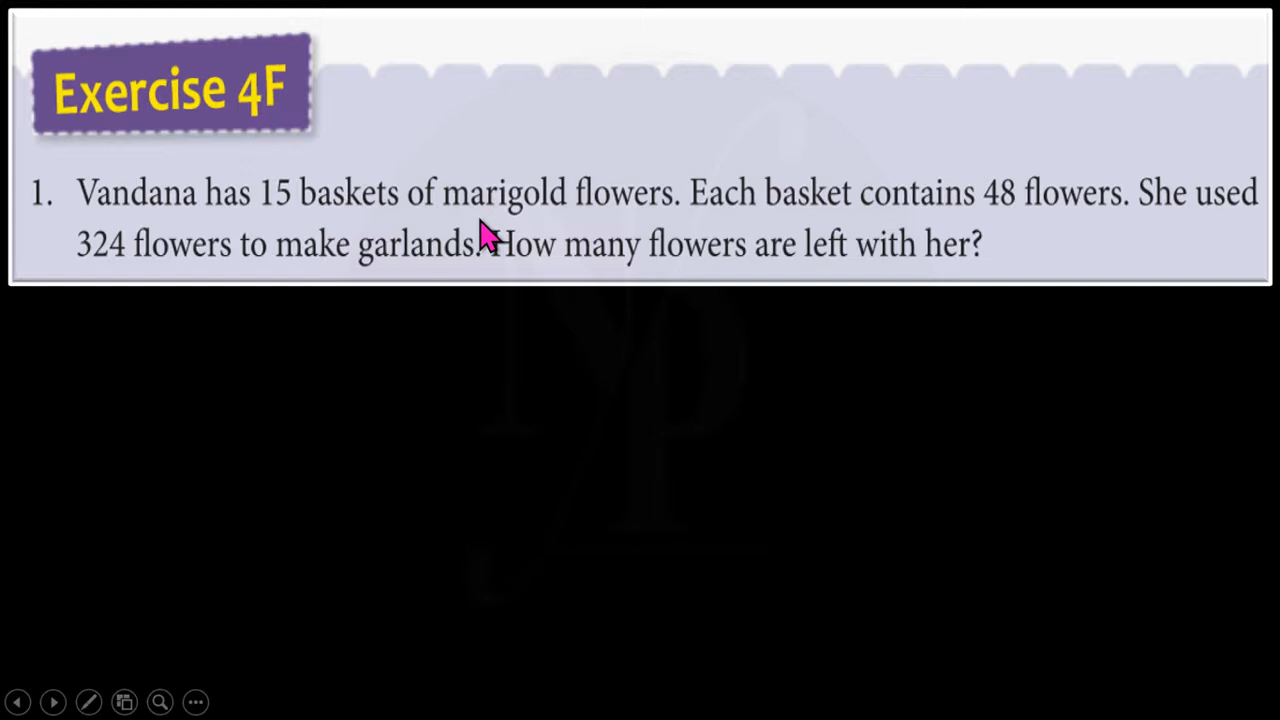 Exercise 4F
1. Vandana has 15 baskets of marigold flowers. Each basket contains 48 flowers. She used
324 flowers to make garlands. How many flowers are left with her?